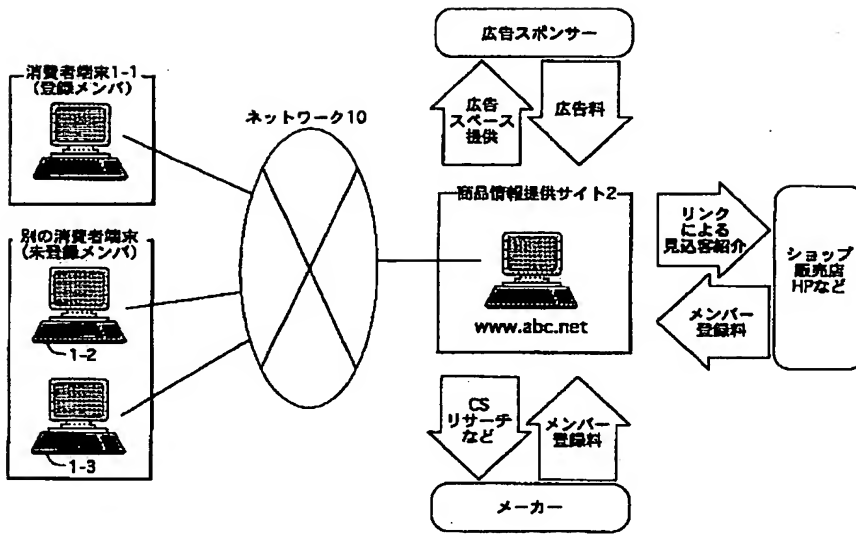 広告スポンサー
消費者端末1-1
(登録メンバ)
ネットワーク10
広告
スペース
提供
広告料
別の消費者端末
(未登録メンバ)
1-2
1-3
商品情報提供サイト2
www.abc.net
リンク
による
見込客紹介
メンバー
登録料
ショップ
販売店
HPなど
CS
リサーチ
など
メンバー
登録料
メーカー